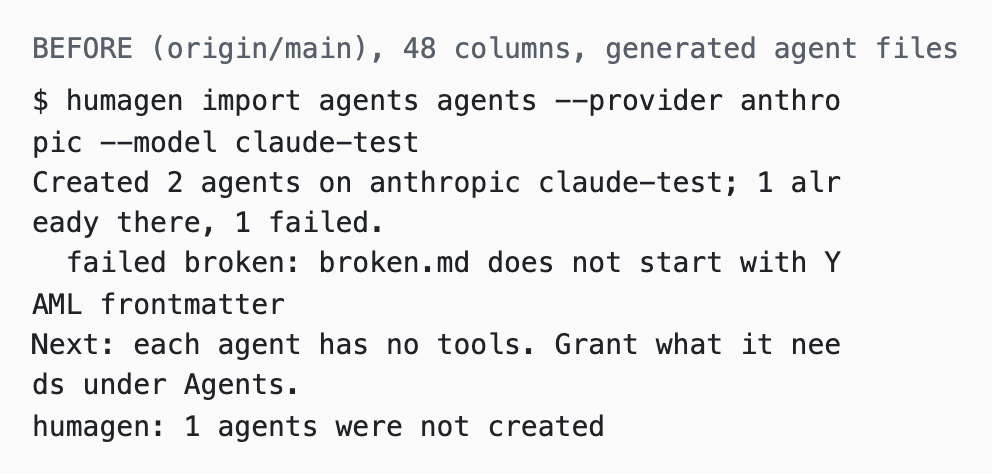 BEFORE (origin/main), 48 columns, generated agent files
$ humagen import agents agents --provider anthro
pic --model claude-test
Created 2 agents on anthropic claude-test; 1 alr
eady there, 1 failed.
  failed broken: broken.md does not start with Y
AML frontmatter
Next: each agent has no tools. Grant what it nee
ds under Agents.
humagen: 1 agents were not created